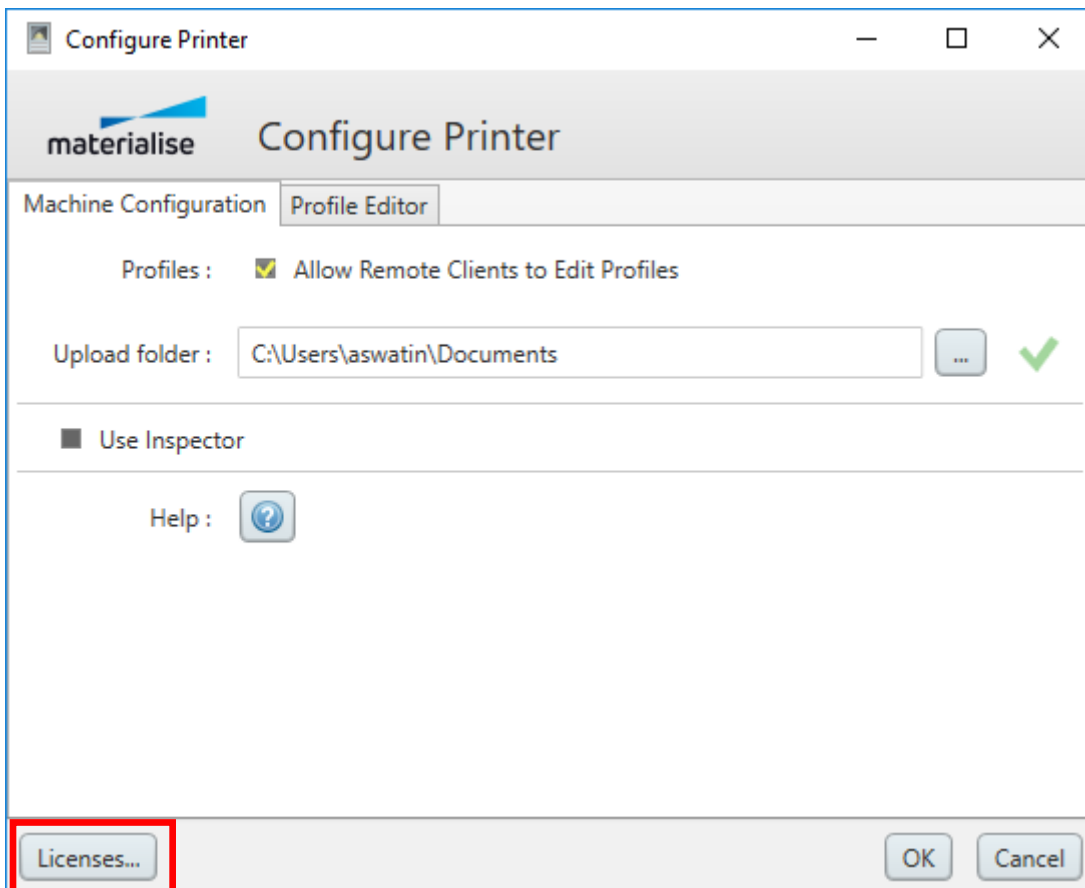 Configure Printer
materialise
Configure Printer
Machine Configuration Profile Editor
Profiles : Allow Remote Clients to Edit Profiles
Upload folder : C:\Users\aswatin\Documents ...
Use Inspector
Help : ?
Licenses... OK Cancel